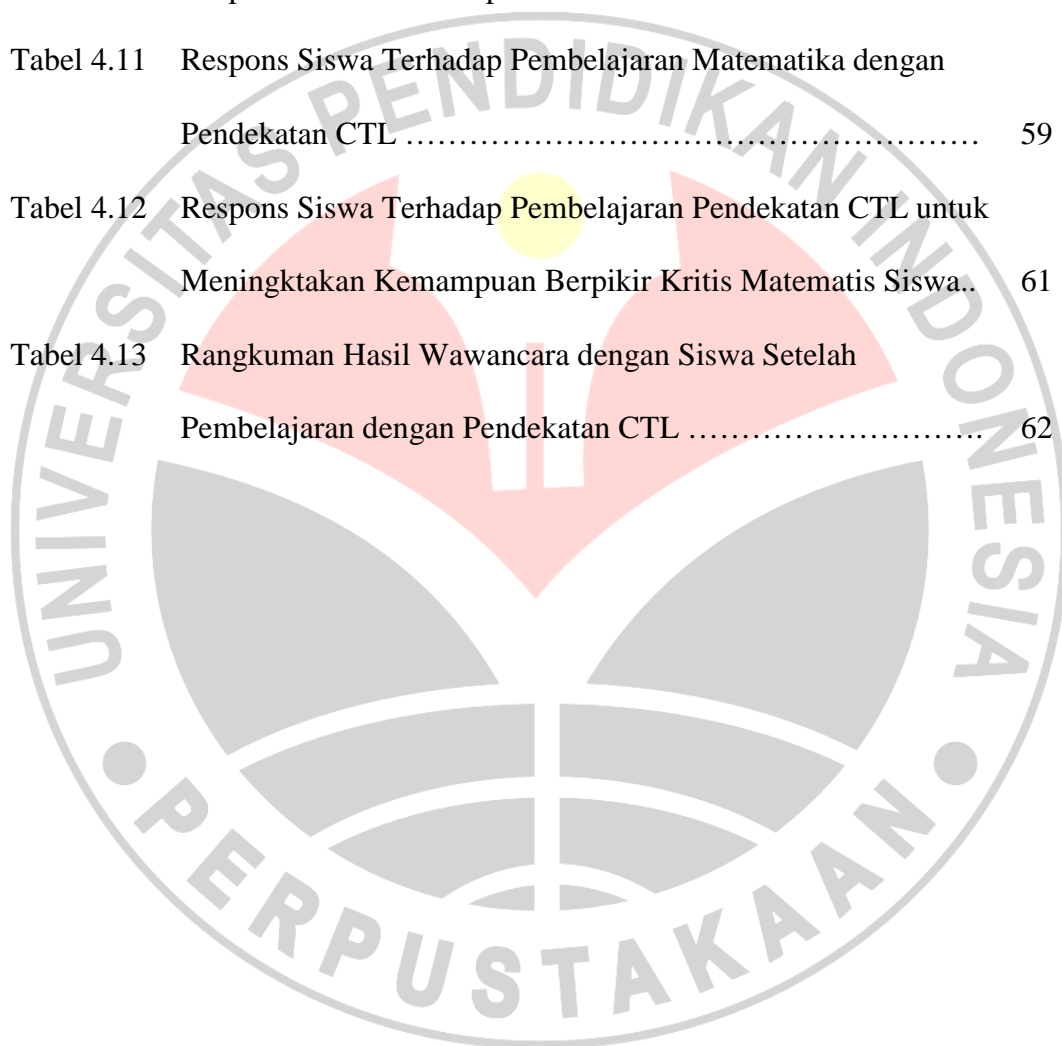 Tabel 4.11 Respons Siswa Terhadap Pembelajaran Matematika dengan
Pendekatan CTL ………………………………………………… 59
Tabel 4.12 Respons Siswa Terhadap Pembelajaran Pendekatan CTL untuk
Meningktakan Kemampuan Berpikir Kritis Matematis Siswa.. 61
Tabel 4.13 Rangkuman Hasil Wawancara dengan Siswa Setelah
Pembelajaran dengan Pendekatan CTL ………………………. 62
UNIVERSITAS PENDIDIKAN INDONESIA
PERPUSTAKAAN